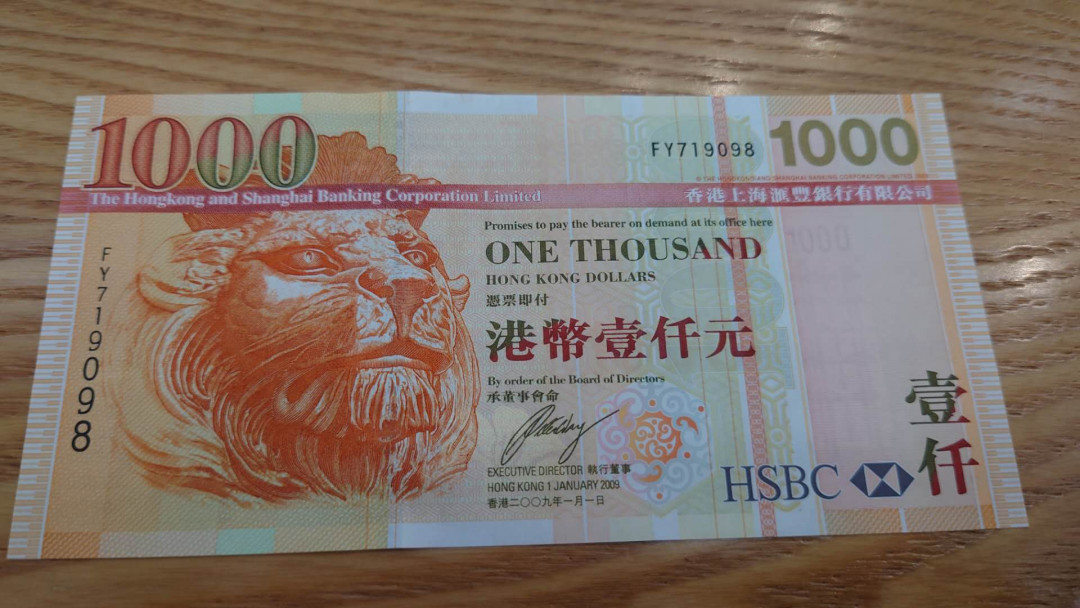 1000
FY719098
1000
The Hongkong and Shanghai Banking Corporation Limited
香港上海滙豐銀行有限公司
Promises to pay the bearer on demand at its office here
ONE THOUSAND
HONG KONG DOLLARS
憑票即付
港幣壹仟元
By order of the Board of Directors
承董事會命
EXECUTIVE DIRECTOR 執行董事
HONG KONG 1 JANUARY 2009
香港二〇〇九年一月一日
FY719098
壹仟
HSBC